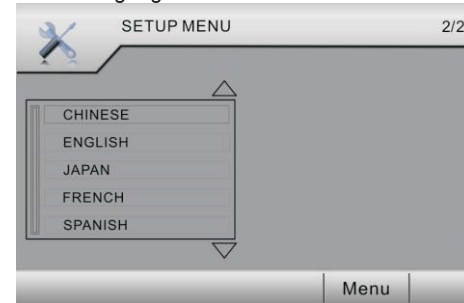 SETUP MENU 2/2
CHINESE
ENGLISH
JAPAN
FRENCH
SPANISH
Menu